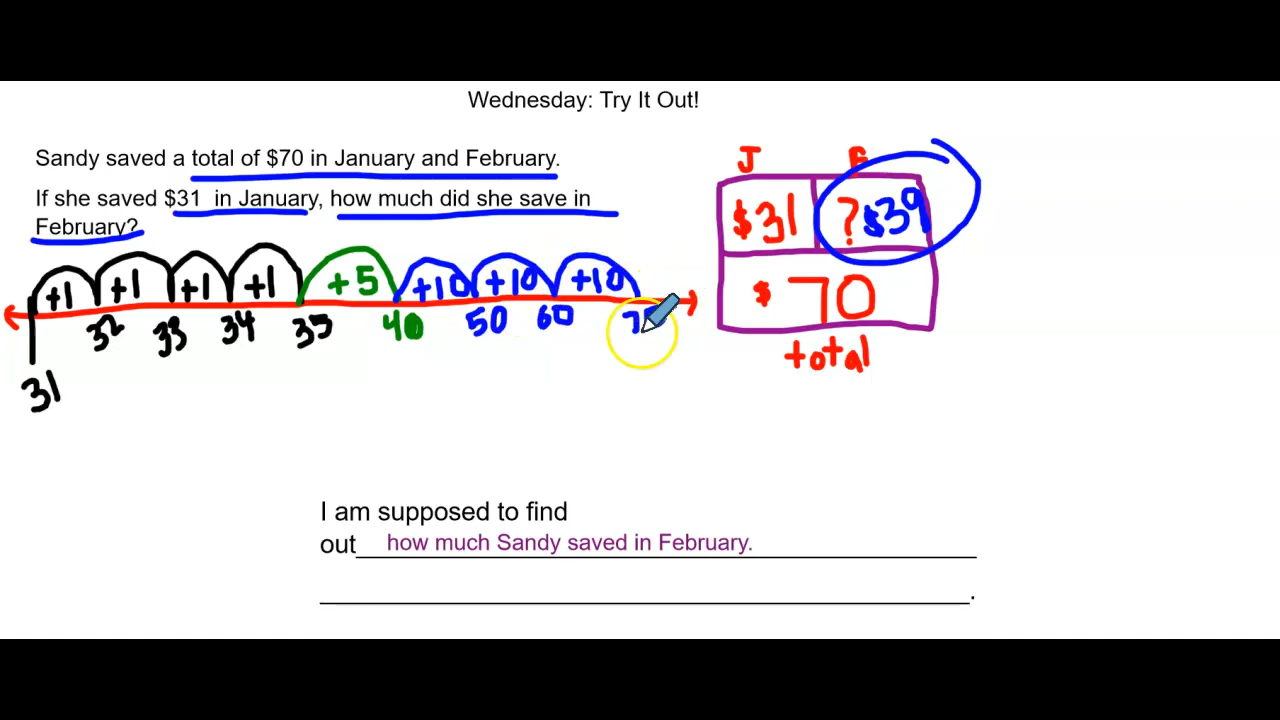 Wednesday: Try It Out!
Sandy saved a total of $70 in January and February.
If she saved $31 in January, how much did she save in
February?
J
$31 ? $39
$ 70
total
+1 +1 +1 +1 +5 +10 +10 +10
31 32 33 34 35 40 50 60
I am supposed to find
out how much Sandy saved in February.
.